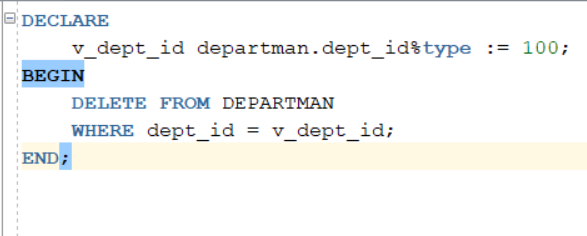 DECLARE
v_dept_id departman.dept_id%type := 100;
BEGIN
DELETE FROM DEPARTMAN
WHERE dept_id = v_dept_id;
END;